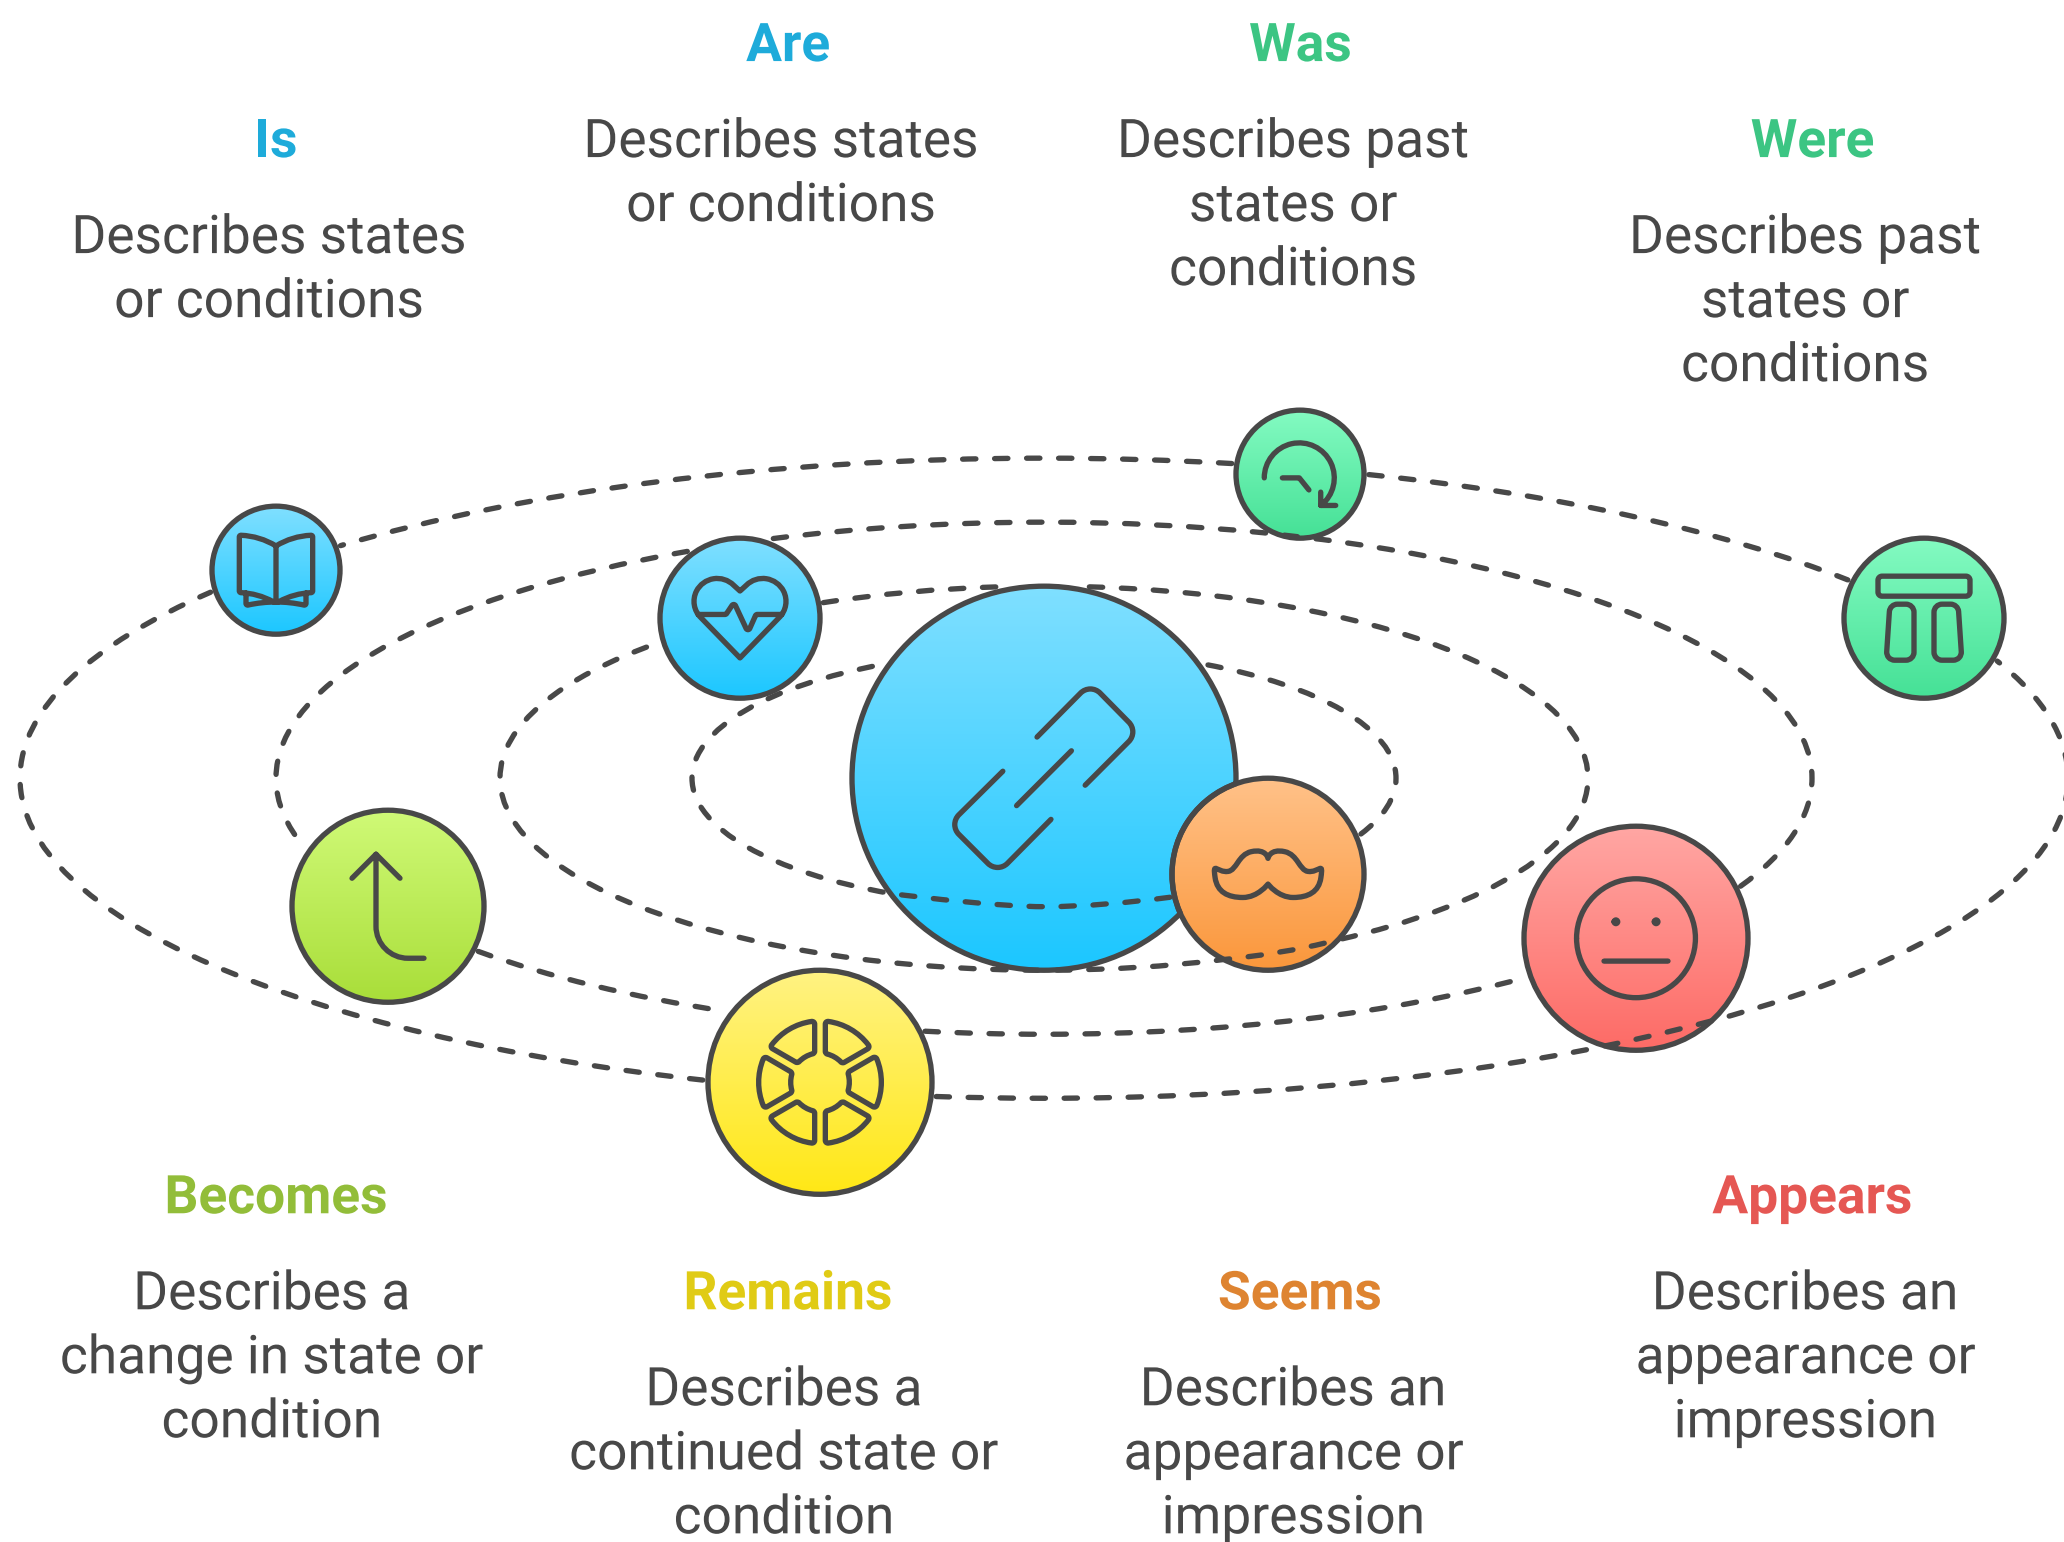 Is
Describes states
or conditions
Are
Describes states
or conditions
Was
Describes past
states or
conditions
Were
Describes past
states or
conditions
Becomes
Describes a
change in state or
condition
Remains
Describes a
continued state or
condition
Seems
Describes an
appearance or
impression
Appears
Describes an
appearance or
impression